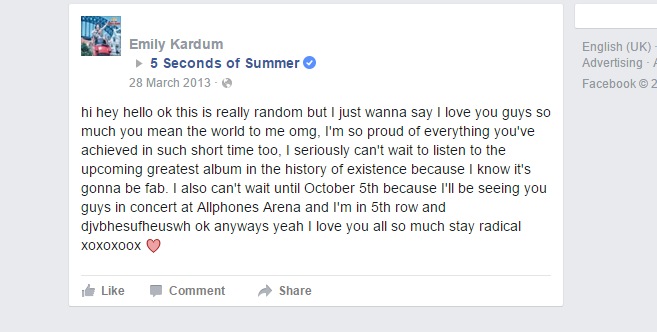 Emily Kardum
5 Seconds of Summer
28 March 2013 ·
hi hey hello ok this is really random but I just wanna say I love you guys so
much you mean the world to me omg, I'm so proud of everything you've
achieved in such short time too, I seriously can't wait to listen to the
upcoming greatest album in the history of existence because I know it's
gonna be fab. I also can't wait until October 5th because I'll be seeing you
guys in concert at Allphones Arena and I'm in 5th row and
djvbhesufheuswh ok anyways yeah I love you all so much stay radical
xoxoxoox
Like Comment Share
English (UK) ·
Advertising ·
Facebook © 2